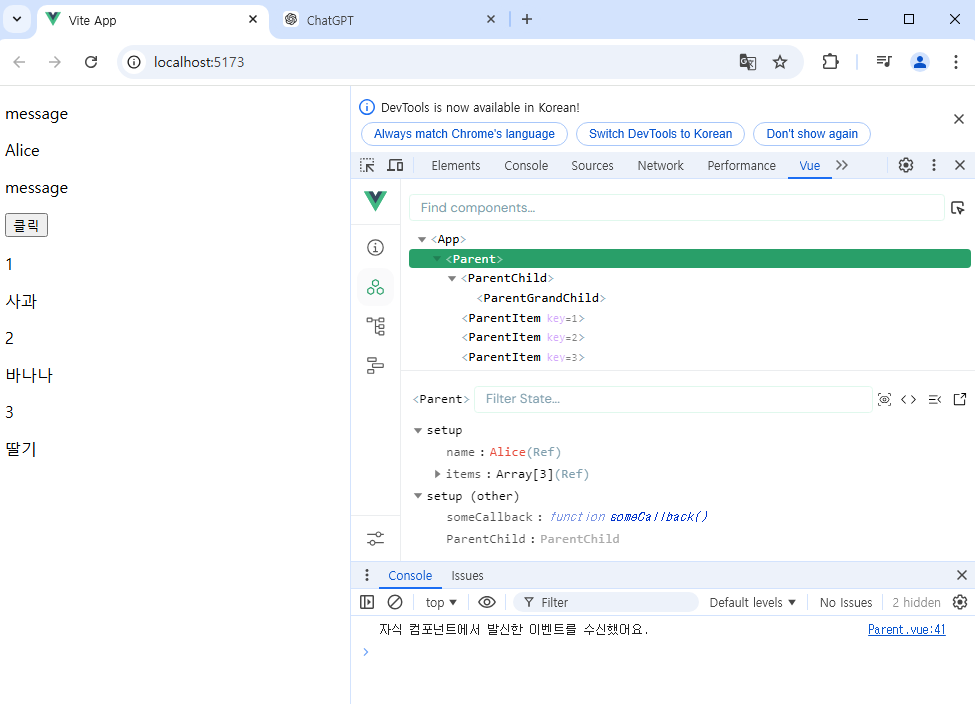 Vite App
ChatGPT
localhost:5173
message
Alice
message
클릭
1
사과
2
바나나
3
딸기
DevTools is now available in Korean!
Always match Chrome's language
Switch DevTools to Korean
Don't show again
Elements Console Sources Network Performance Vue
Find components...
<App>
<Parent>
<ParentChild>
<ParentGrandChild>
<ParentItem key=1>
<ParentItem key=2>
<ParentItem key=3>
<Parent> Filter State...
setup
name : Alice(Ref)
items : Array[3](Ref)
setup (other)
someCallback : function someCallback()
ParentChild : ParentChild
Console Issues
top Filter Default levels No Issues 2 hidden
자식 컴포넌트에서 발신한 이벤트를 수신했어요. Parent.vue:41